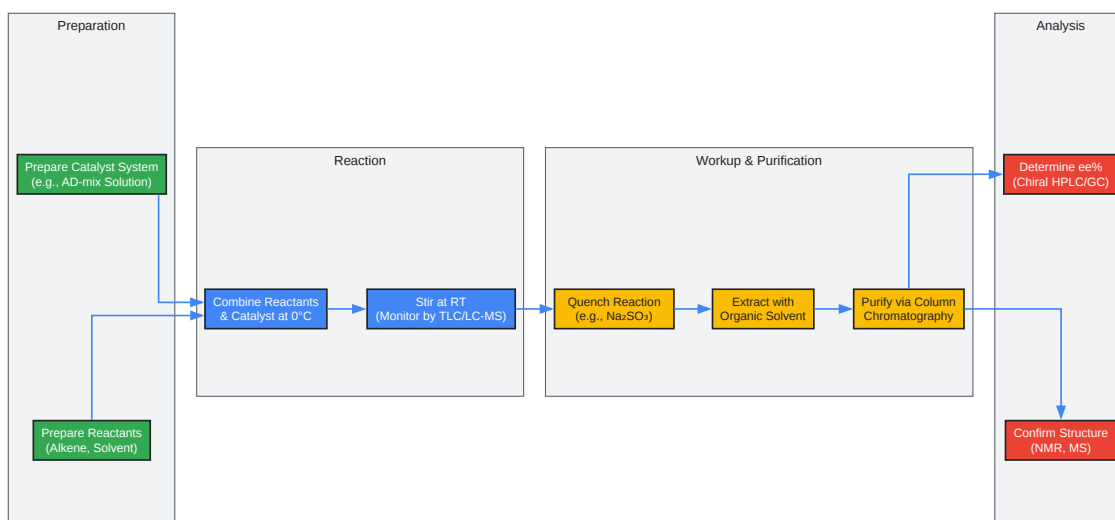 Preparation
Prepare Catalyst System
(e.g., AD-mix Solution)
Prepare Reactants
(Alkene, Solvent)
Reaction
Combine Reactants
& Catalyst at 0°C
Stir at RT
(Monitor by TLC/LC-MS)
Workup & Purification
Quench Reaction
(e.g., Na₂SO₃)
Extract with
Organic Solvent
Purify via Column
Chromatography
Analysis
Determine ee%
(Chiral HPLC/GC)
Confirm Structure
(NMR, MS)